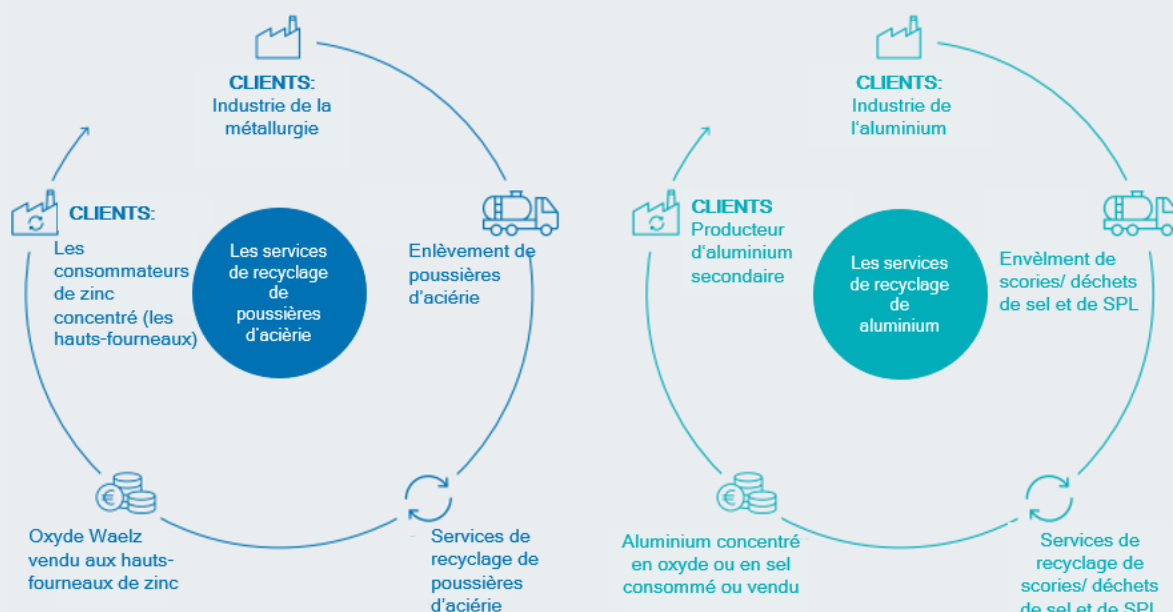 CLIENTS:
Industrie de la
métallurgie
CLIENTS:
Les
consommateurs
de zinc
concentré (les
hauts-fourneaux)
Les services
de recyclage
de
poussières
d'acièrie
Enlèvement de
poussières
d'aciérie
Oxyde Waelz
vendu aux hauts-
fourneaux de zinc
Services de
recyclage de
poussières
d'aciérie
CLIENTS:
Industrie de
l'aluminium
CLIENTS
Producteur
d'aluminium
secondaire
Les services
de recyclage
de
aluminium
Envèlment de
scories/ déchets
de sel et de SPL
Aluminium concentré
en oxyde ou en sel
consommé ou vendu
Services de
recyclage de
scories/ déchets
de sel et de SPL